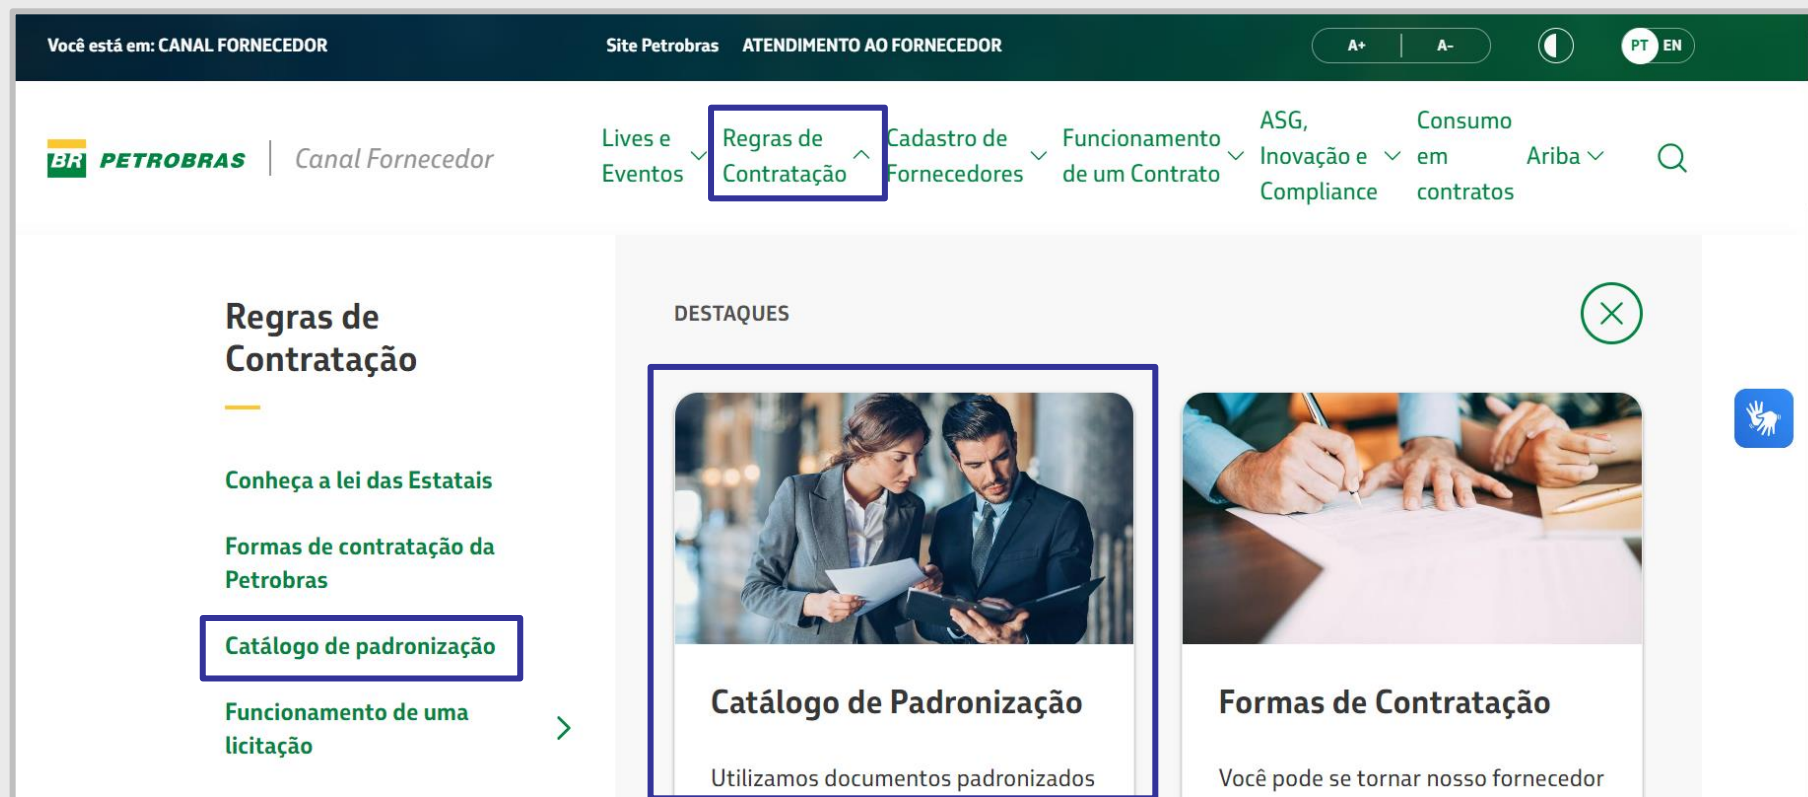 Você está em: CANAL FORNECEDOR
Site Petrobras ATENDIMENTO AO FORNECEDOR
A+ | A-
PT EN
BR PETROBRAS | Canal Fornecedor
Lives e
Eventos
Regras de
Contratação
Cadastro de
Fornecedores
Funcionamento
de um Contrato
ASG,
Inovação e
Compliance
Consumo
em
contratos
Ariba
Regras de
Contratação
Conheça a lei das Estatais
Formas de contratação da
Petrobras
Catálogo de padronização
Funcionamento de uma
licitação
DESTAQUES
Catálogo de Padronização
Utilizamos documentos padronizados
Formas de Contratação
Você pode se tornar nosso fornecedor